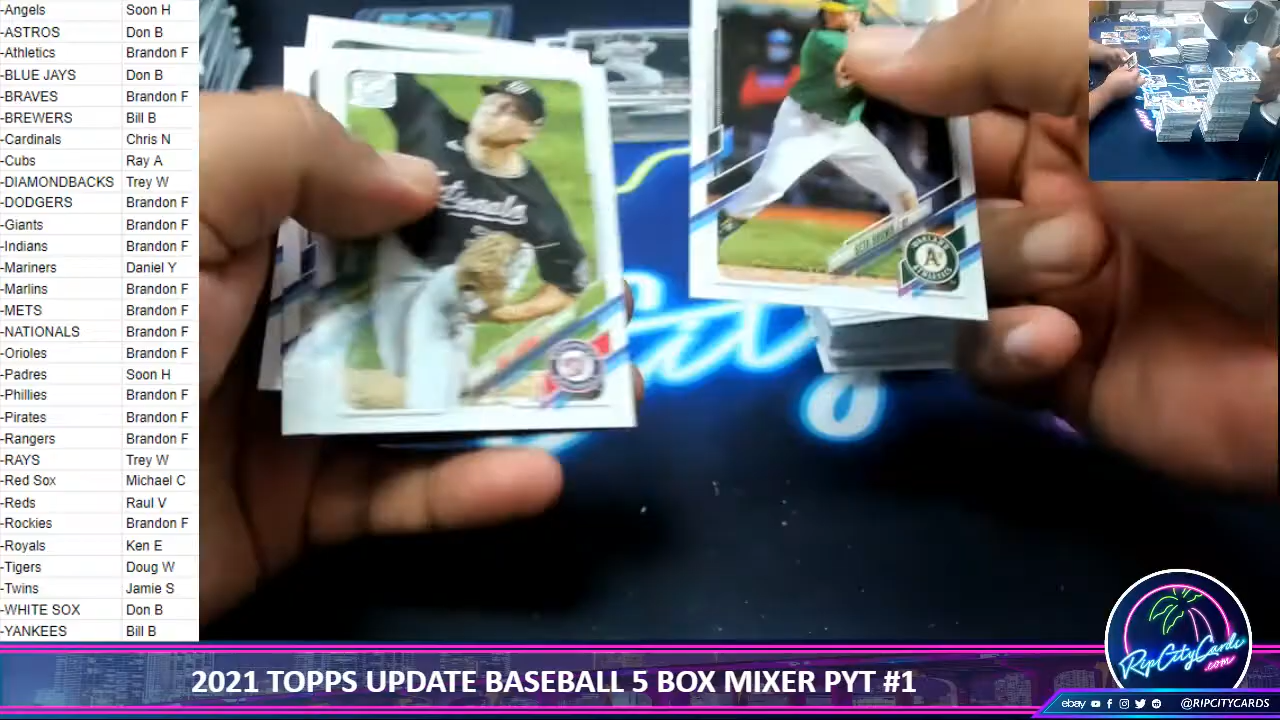 -Angels Soon H
-ASTROS Don B
-Athletics Brandon F
-BLUE JAYS Don B
-BRAVES Brandon F
-BREWERS Bill B
-Cardinals Chris N
-Cubs Ray A
-DIAMONDBACKS Trey W
-DODGERS Brandon F
-Giants Brandon F
-Indians Brandon F
-Mariners Daniel Y
-Marlins Brandon F
-METS Brandon F
-NATIONALS Brandon F
-Orioles Brandon F
-Padres Soon H
-Phillies Brandon F
-Pirates Brandon F
-Rangers Brandon F
-RAYS Trey W
-Red Sox Michael C
-Reds Raul V
-Rockies Brandon F
-Royals Ken E
-Tigers Doug W
-Twins Jamie S
-WHITE SOX Don B
-YANKEES Bill B
A's
RipCityCards
.com
2021 TOPPS UPDATE BASEBALL 5 BOX MIXER PYT #1
ebay @RIPCITYCARDS